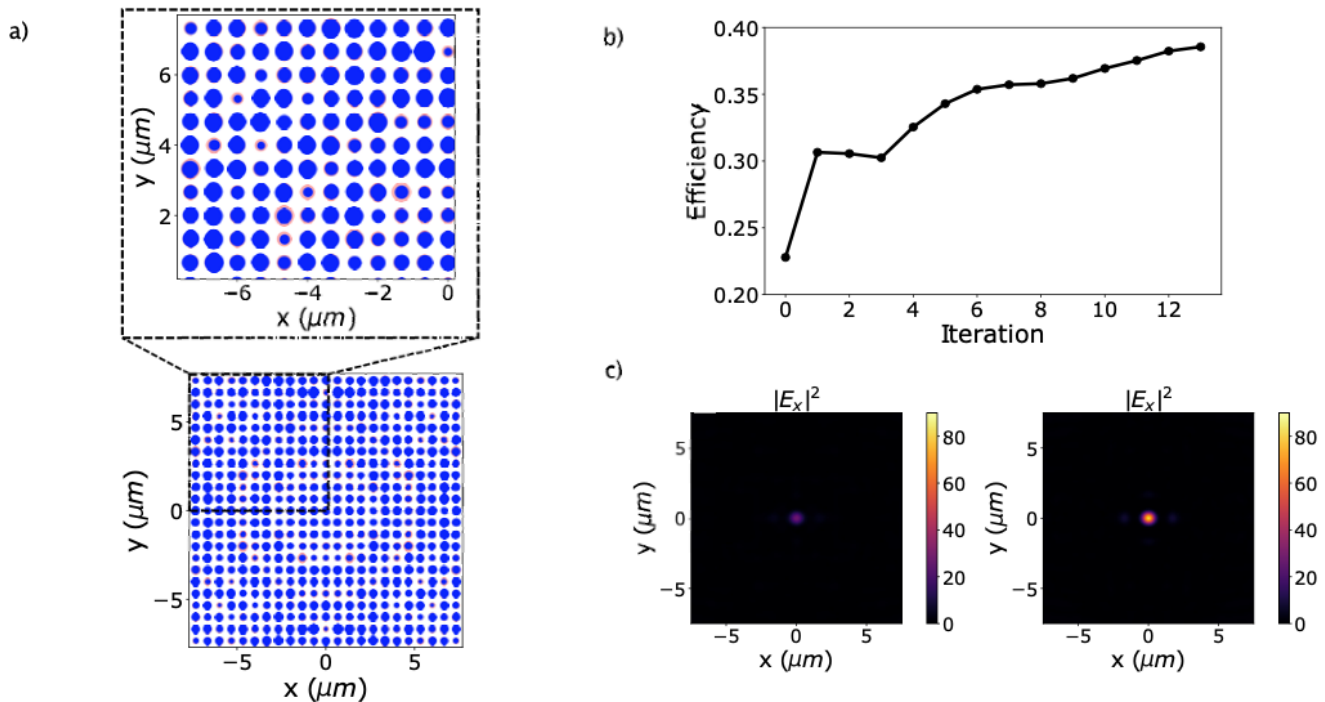 a)
6
4
2
y (μm)
−6 −4 −2 0
x (μm)
5
0
−5
y (μm)
−5 0 5
x (μm)
b)
0.40
0.35
0.30
0.25
0.20
Efficiency
0 2 4 6 8 10 12
Iteration
c)
|E_x|²
5
0
−5
y (μm)
−5 0 5
x (μm)
80
60
40
20
0
|E_x|²
5
0
−5
y (μm)
−5 0 5
x (μm)
80
60
40
20
0